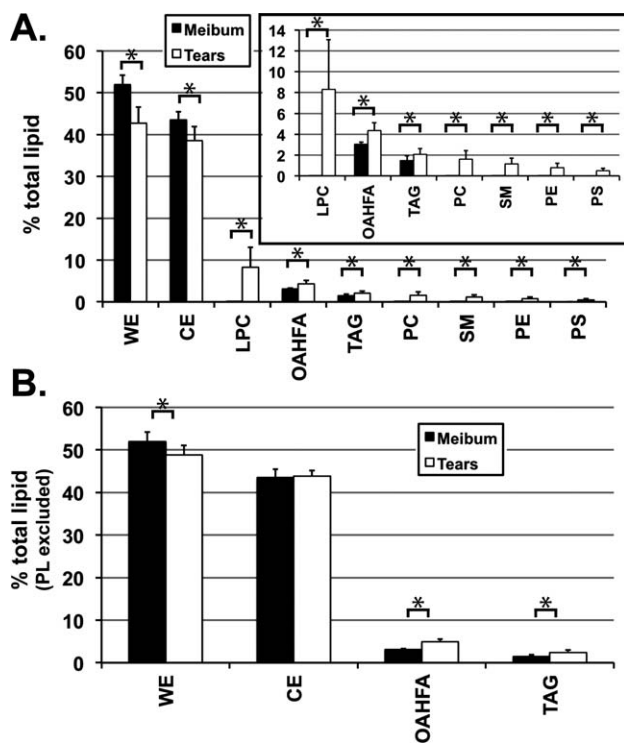 A.
Meibum
Tears
% total lipid
60
50
40
30
20
10
0
*
*
*
*
*
*
*
*
*
WE
CE
LPC
OAHFA
TAG
PC
SM
PE
PS
14
12
10
8
6
4
2
0
*
*
*
*
*
*
*
LPC
OAHFA
TAG
PC
SM
PE
PS
B.
Meibum
Tears
% total lipid
(PL excluded)
60
50
40
30
20
10
0
*
*
*
WE
CE
OAHFA
TAG